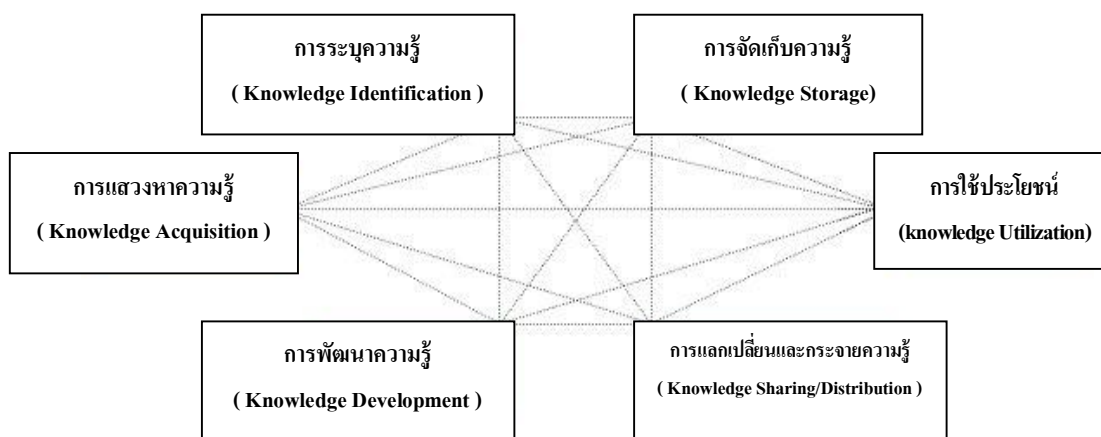 การระบุความรู้
( Knowledge Identification )
การจัดเก็บความรู้
( Knowledge Storage)
การแสวงหาความรู้
( Knowledge Acquisition )
การใช้ประโยชน์
(knowledge Utilization)
การพัฒนาความรู้
( Knowledge Development )
การแลกเปลี่ยนและกระจายความรู้
( Knowledge Sharing/Distribution )